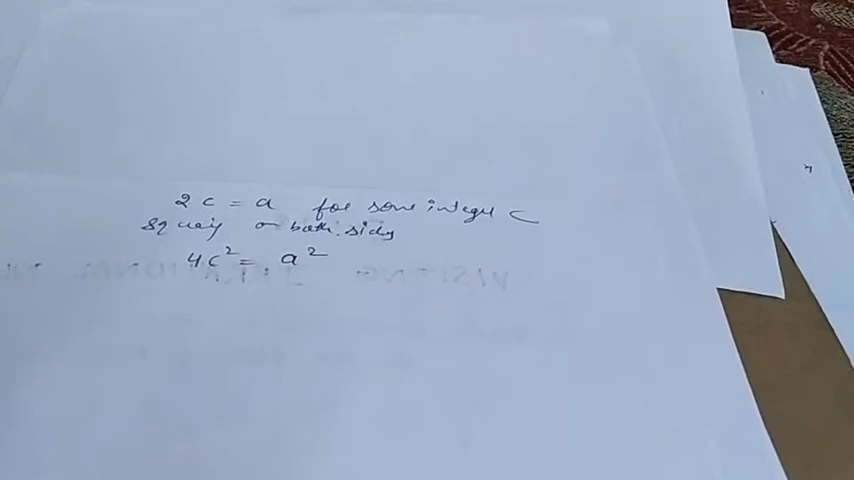 2c = a for some integer c
squaring on both sides
4c² = a²